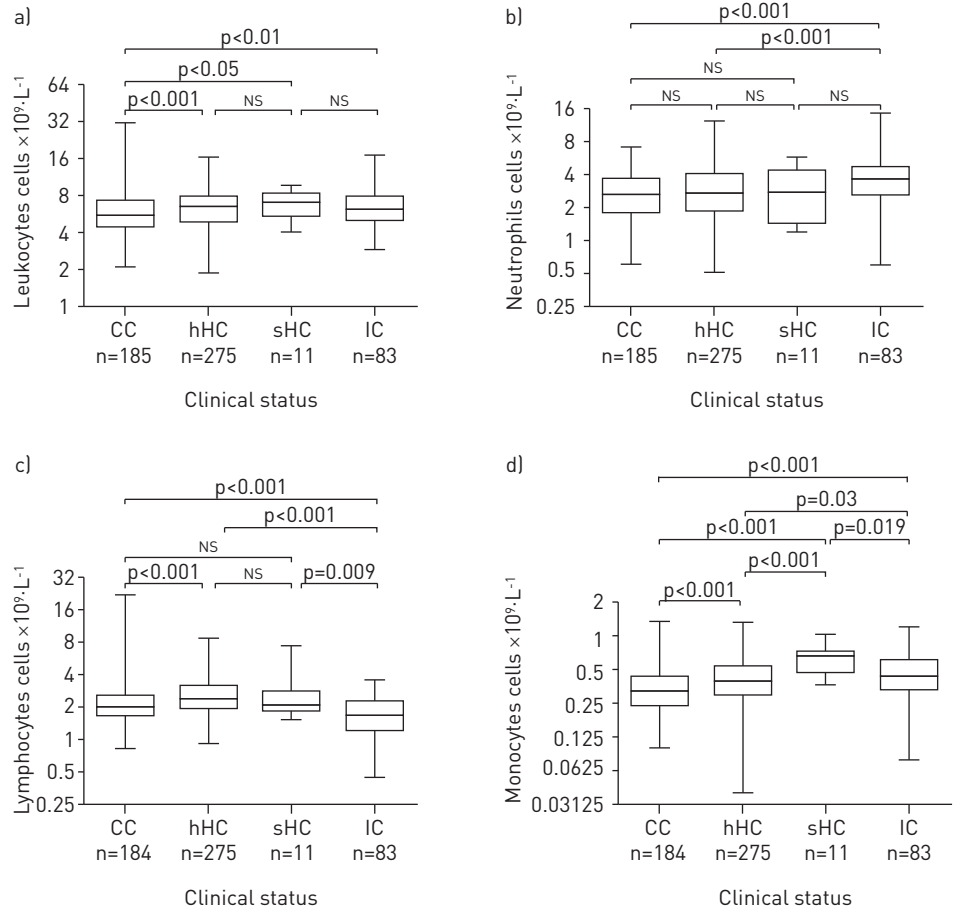 a)
p<0.01
p<0.05
p<0.001 NS NS
Leukocytes cells ×10⁹·L⁻¹
64
32
16
8
4
2
1
CC hHC sHC IC
n=185 n=275 n=11 n=83
Clinical status
b)
p<0.001
p<0.001
NS
NS NS NS
Neutrophils cells ×10⁹·L⁻¹
16
8
4
2
1
0.5
0.25
CC hHC sHC IC
n=185 n=275 n=11 n=83
Clinical status
c)
p<0.001
p<0.001
NS
p<0.001 NS p=0.009
Lymphocytes cells ×10⁹·L⁻¹
32
16
8
4
2
1
0.5
0.25
CC hHC sHC IC
n=184 n=275 n=11 n=83
Clinical status
d)
p<0.001
p=0.03
p<0.001 p=0.019
p<0.001
p<0.001
Monocytes cells ×10⁹·L⁻¹
2
1
0.5
0.25
0.125
0.0625
0.03125
CC hHC sHC IC
n=184 n=275 n=11 n=83
Clinical status